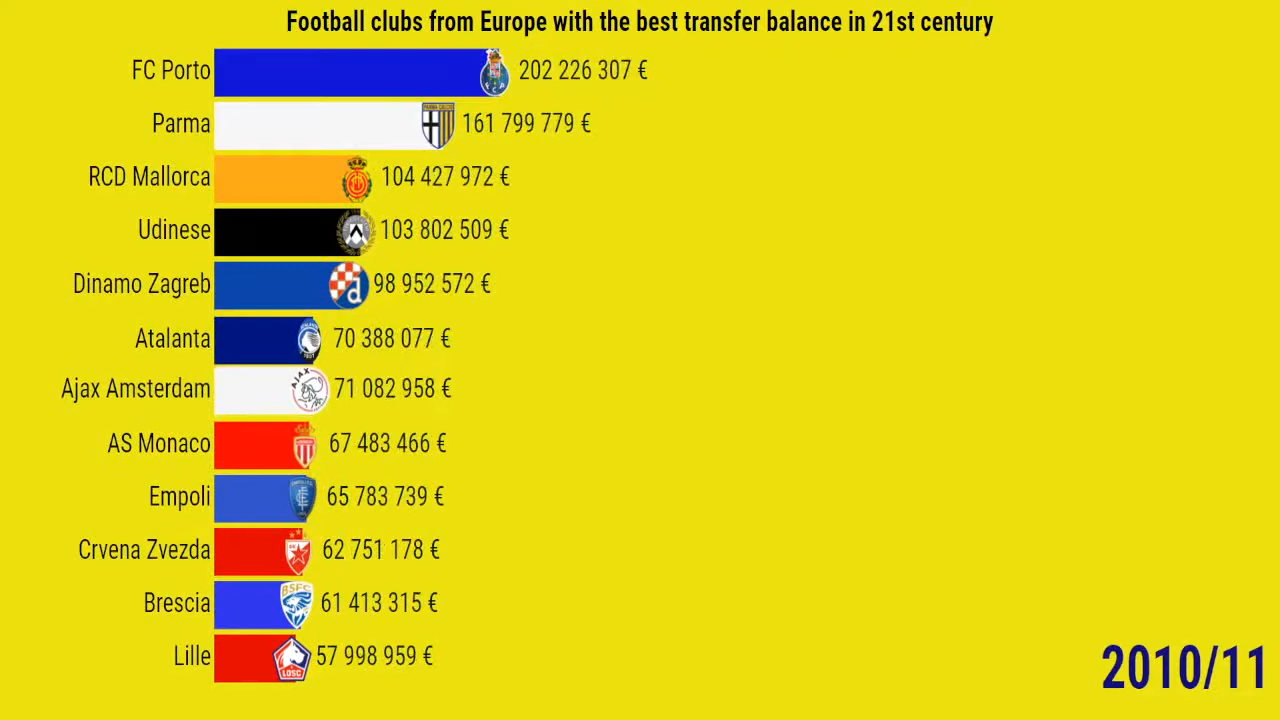 Football clubs from Europe with the best transfer balance in 21st century
FC Porto 202 226 307 €
Parma 161 799 779 €
RCD Mallorca 104 427 972 €
Udinese 103 802 509 €
Dinamo Zagreb 98 952 572 €
Atalanta 70 388 077 €
Ajax Amsterdam AJAX 71 082 958 €
AS Monaco 67 483 466 €
Empoli 65 783 739 €
Crvena Zvezda 62 751 178 €
Brescia BSFC 61 413 315 €
Lille LOSC 57 998 959 €
2010/11